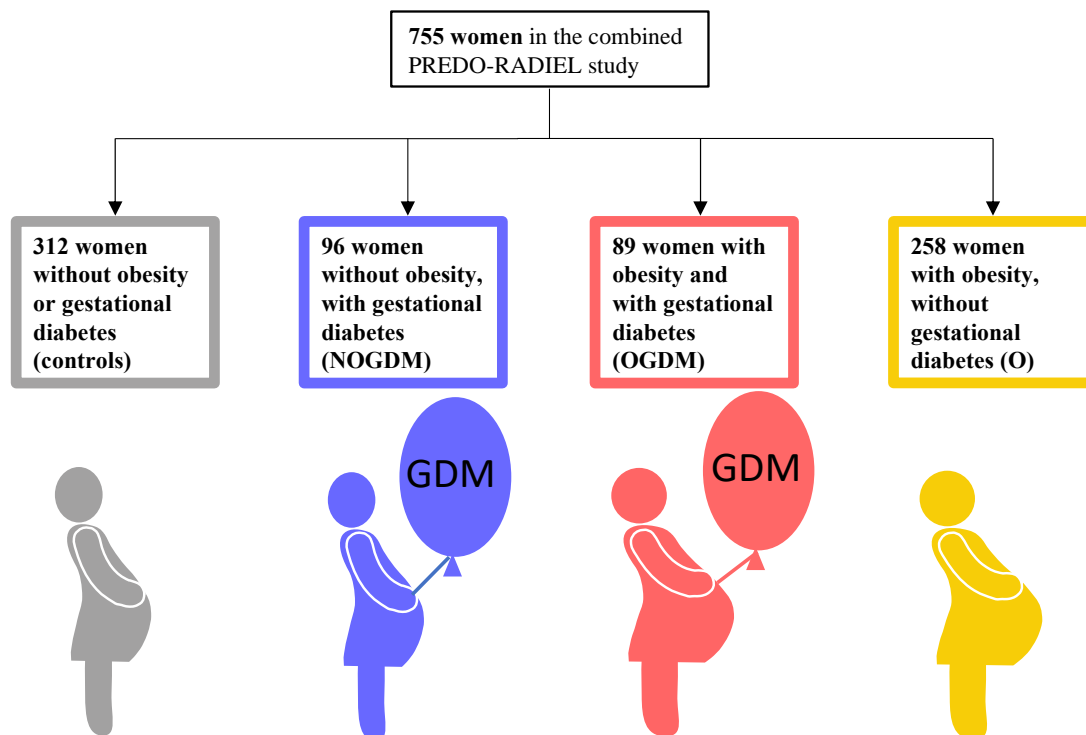 755 women in the combined
PREDO-RADIEL study
312 women
without obesity
or gestational
diabetes
(controls)
96 women
without obesity,
with gestational
diabetes
(NOGDM)
89 women with
obesity and
with gestational
diabetes
(OGDM)
258 women
with obesity,
without
gestational
diabetes (O)
GDM
GDM